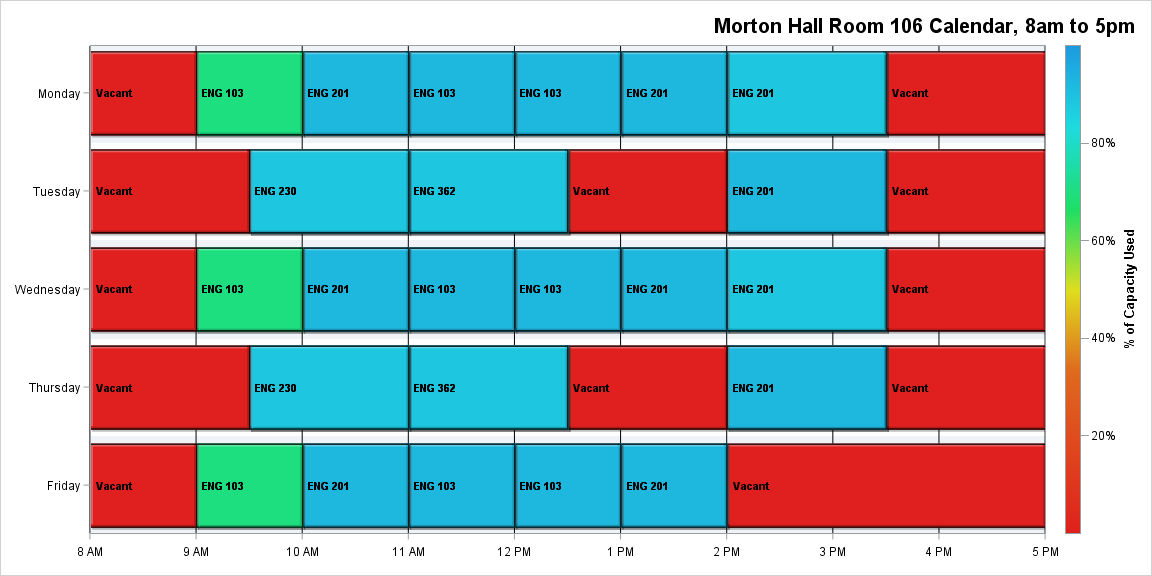 Morton Hall Room 106 Calendar, 8am to 5pm
Monday
Vacant
ENG 103
ENG 201
ENG 103
ENG 103
ENG 201
ENG 201
Vacant
Tuesday
Vacant
ENG 230
ENG 362
Vacant
ENG 201
Vacant
Wednesday
Vacant
ENG 103
ENG 201
ENG 103
ENG 103
ENG 201
ENG 201
Vacant
Thursday
Vacant
ENG 230
ENG 362
Vacant
ENG 201
Vacant
Friday
Vacant
ENG 103
ENG 201
ENG 103
ENG 103
ENG 201
Vacant
8 AM
9 AM
10 AM
11 AM
12 PM
1 PM
2 PM
3 PM
4 PM
5 PM
80%
60%
40%
20%
% of Capacity Used